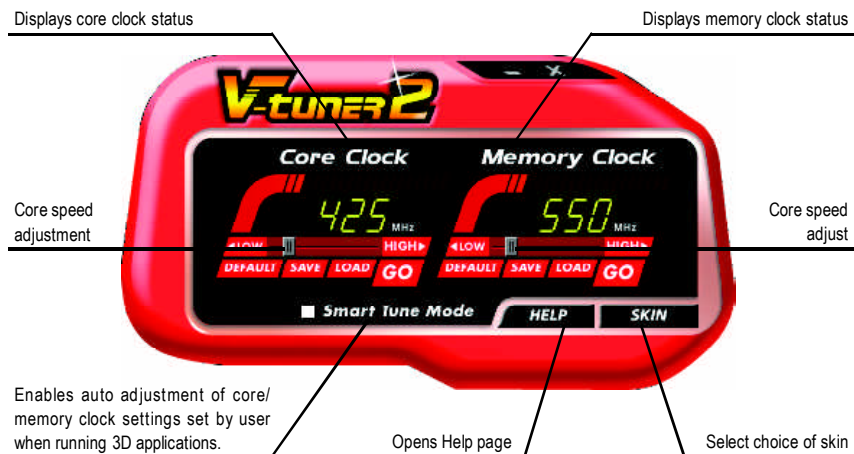 Displays core clock status
Displays memory clock status
V-TUNER 2
Core Clock
Memory Clock
Core speed
adjustment
425 MHz
550 MHz
Core speed
adjust
LOW HIGH
LOW HIGH
DEFAULT SAVE LOAD GO
DEFAULT SAVE LOAD GO
Smart Tune Mode
HELP
SKIN
Enables auto adjustment of core/
memory clock settings set by user
when running 3D applications.
Opens Help page
Select choice of skin